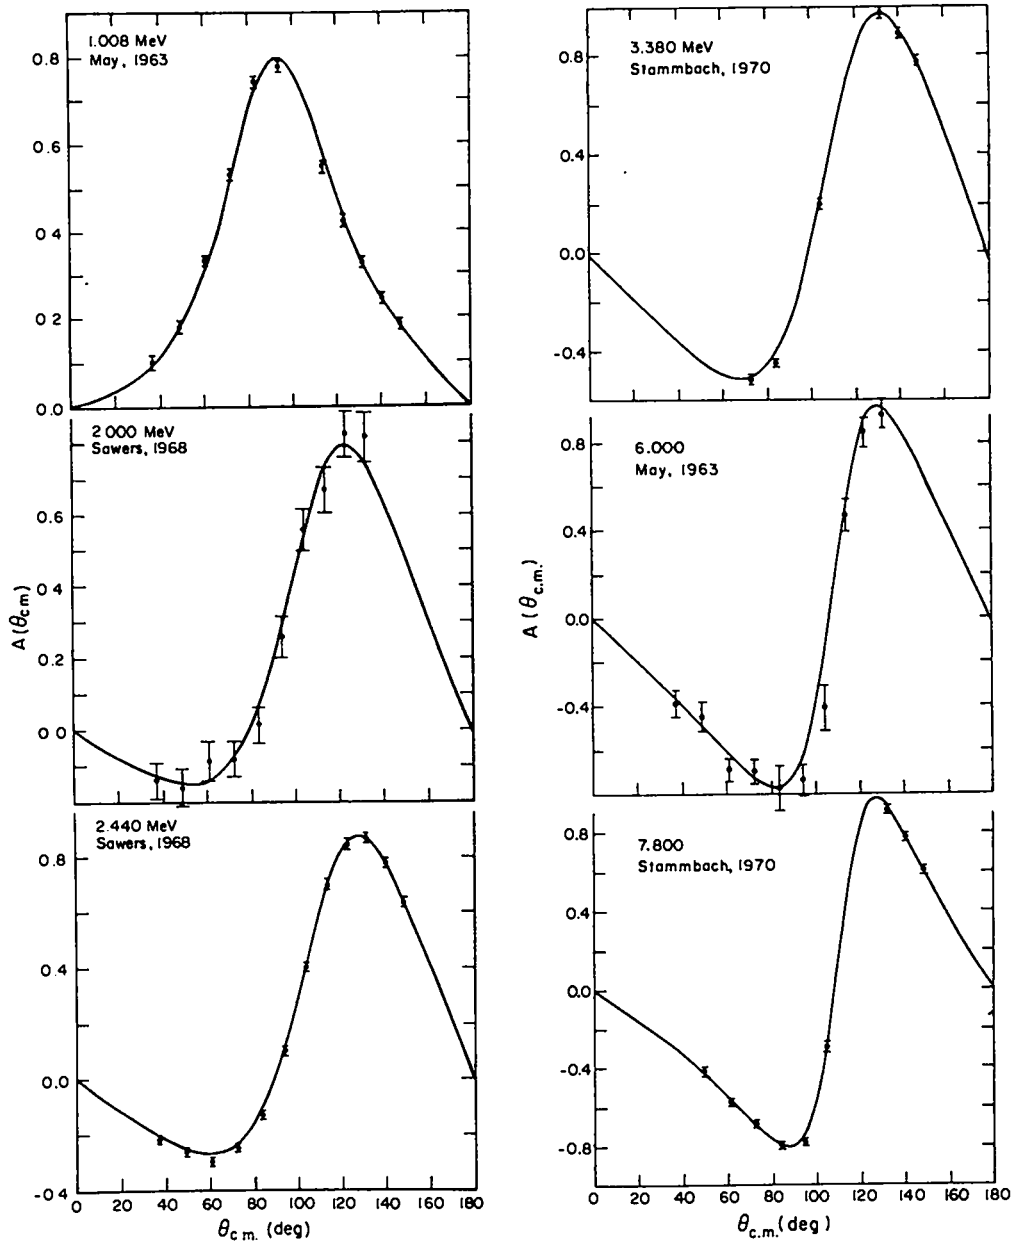 1.008 MeV
May, 1963
0.8
0.6
0 4
0 2
0.0
2 000 MeV
Sawers, 1968
0.6
0.4
0.2
0 0
A (θc m)
2.440 MeV
Sawers, 1968
0.8
0.4
0.0
-0 4
0 20 40 60 80 100 120 140 160 180
θc.m. (deg)
3.380 MeV
Stammbach, 1970
0.8
0.4
0.0
-0.4
6.000
May, 1963
0.8
0.4
0.0
-0.4
A (θc.m.)
7.800
Stammbach, 1970
0.8
0.4
0.0
-0.4
-0.8
0 20 40 60 80 100 120 140 160 180
θc.m. (deg)